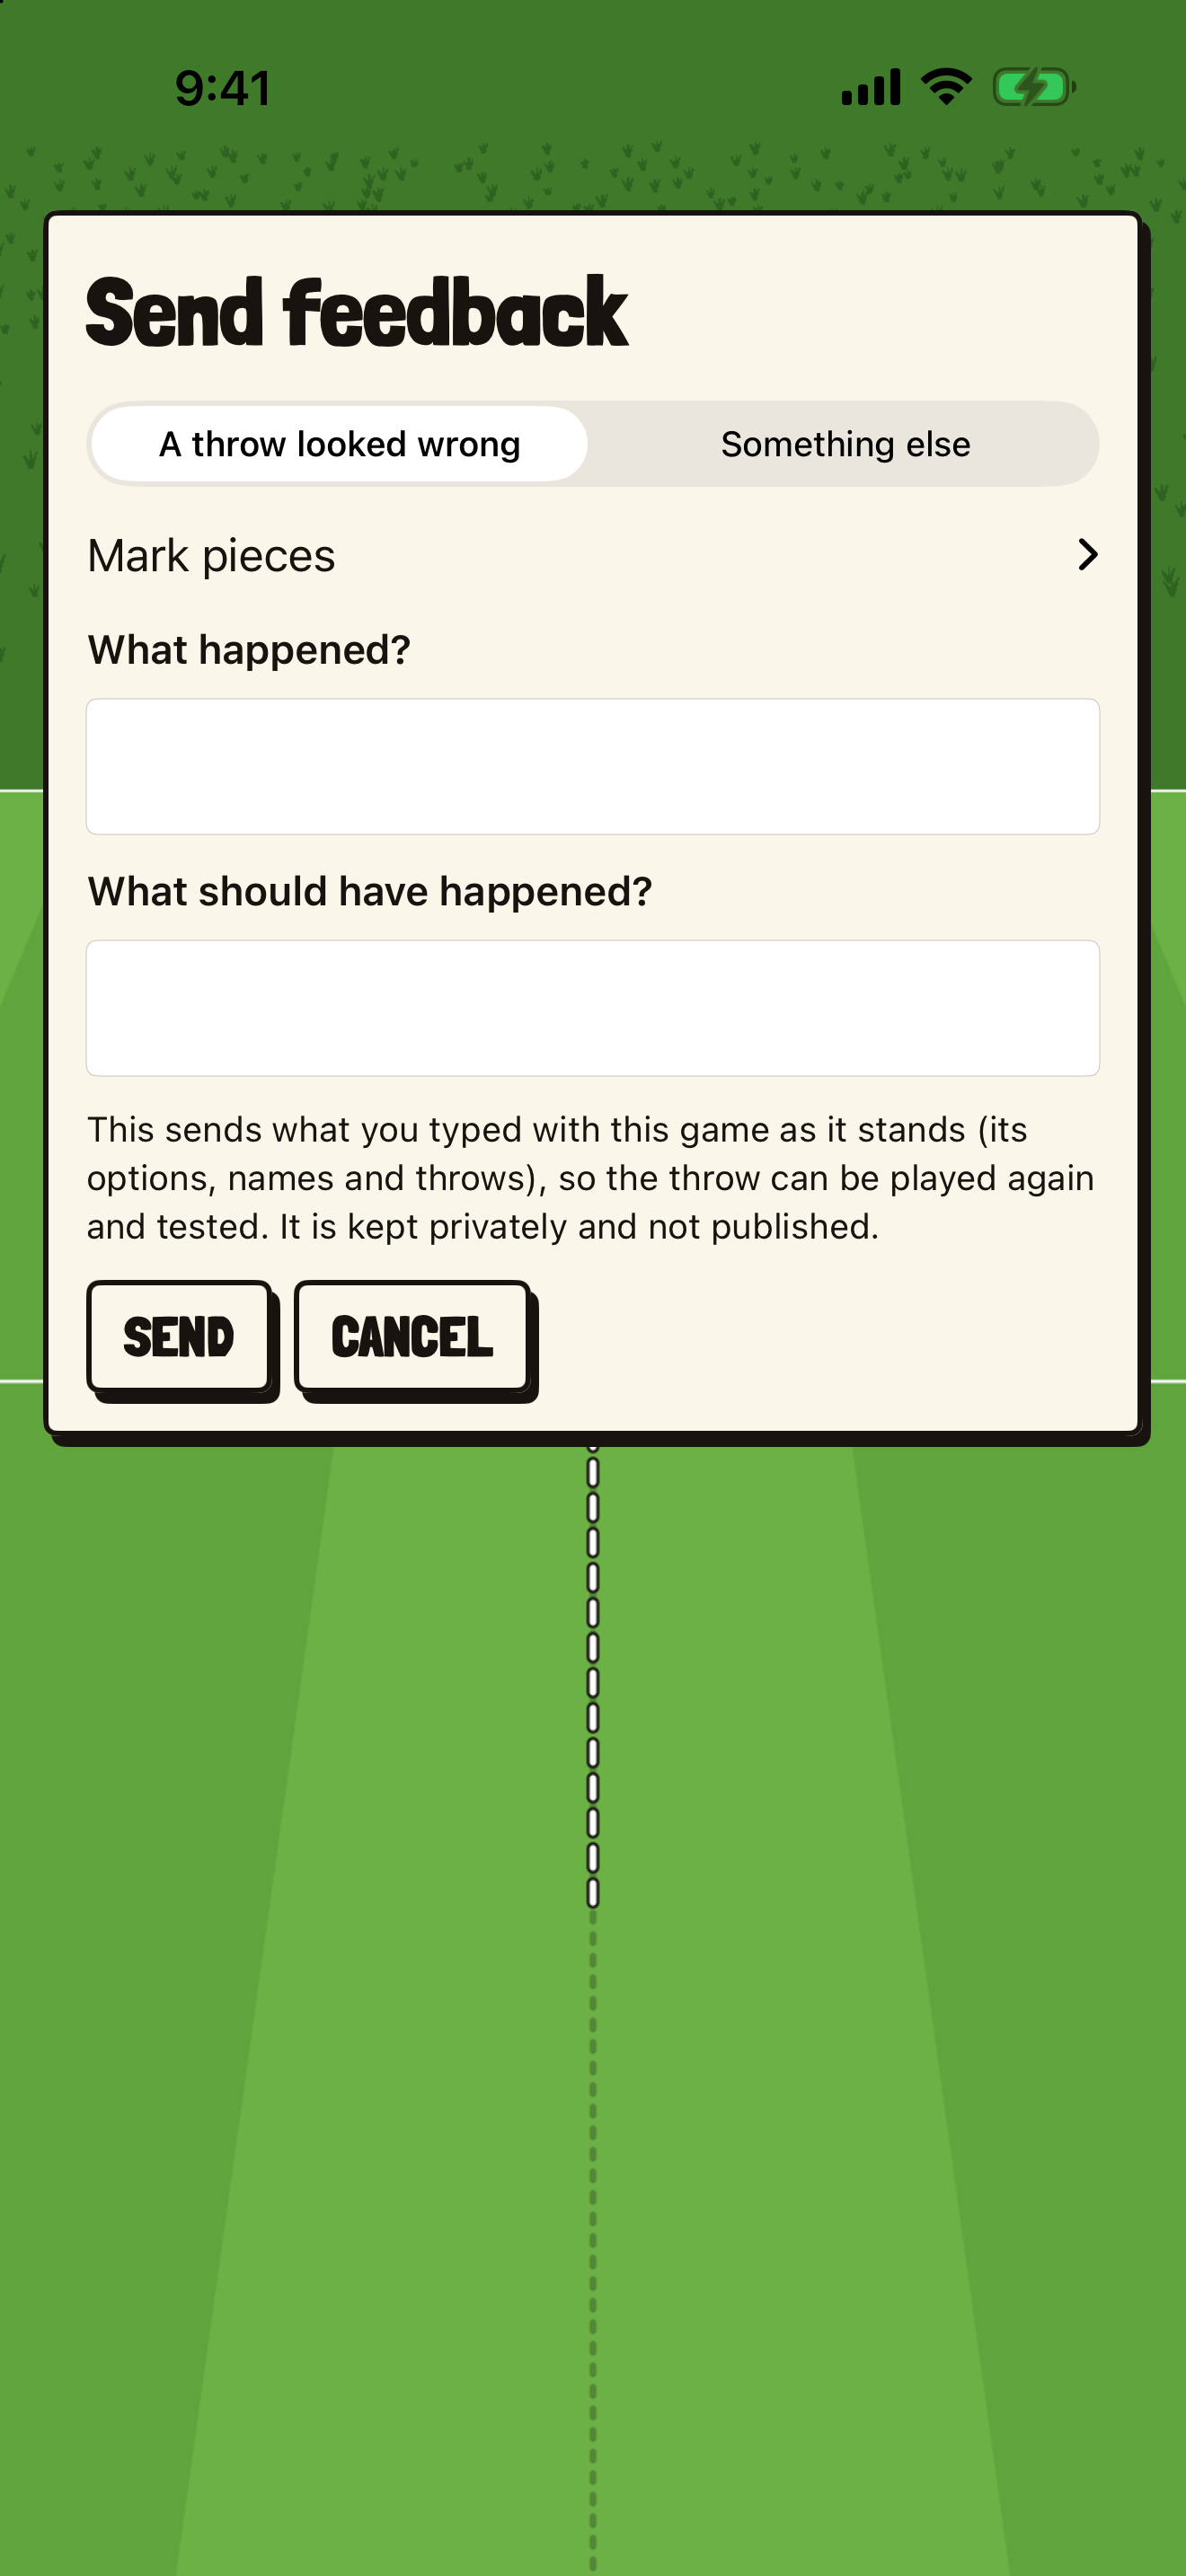 9:41
Send feedback
A throw looked wrong
Something else
Mark pieces
What happened?
What should have happened?
This sends what you typed with this game as it stands (its
options, names and throws), so the throw can be played again
and tested. It is kept privately and not published.
SEND
CANCEL